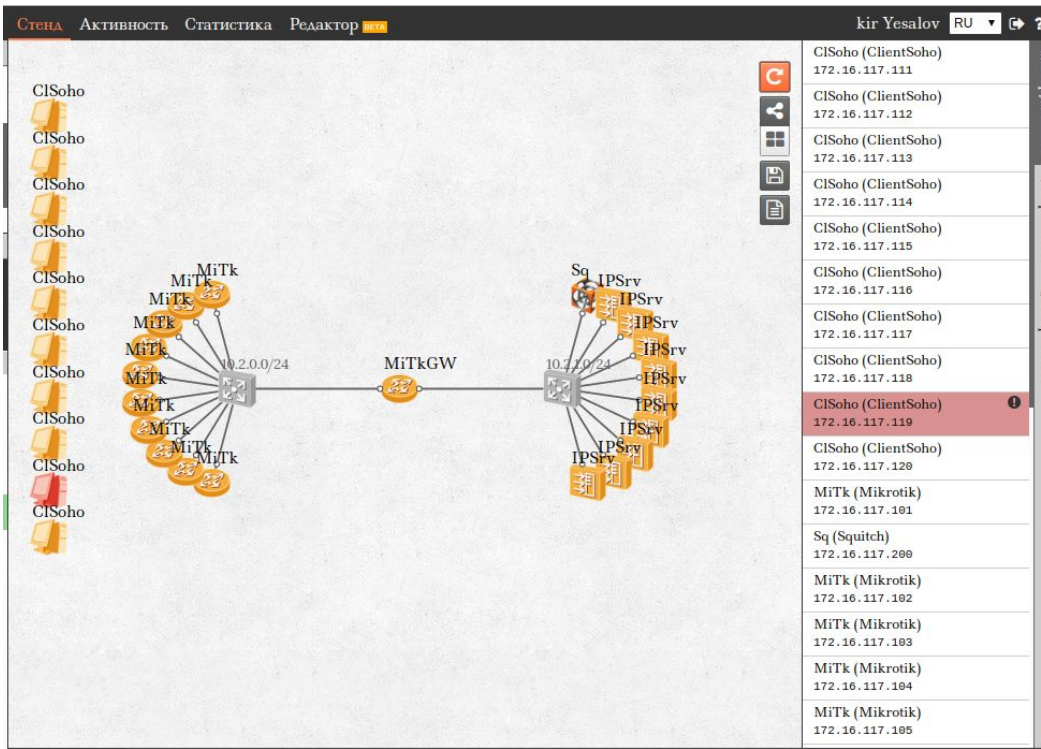 Стенд Активность Статистика Редактор BETA kir Yesalov RU
ClSoho
ClSoho
ClSoho
ClSoho
ClSoho
ClSoho
ClSoho
ClSoho
ClSoho
ClSoho
MiTk
MiTk
MiTk
MiTk
MiTk
MiTk
MiTk
MiTk
MiTk
MiTk
10.2.0.0/24
MiTkGW
10.2.1.0/24
Sq
IPSrv
IPSrv
IPSrv
IPSrv
IPSrv
IPSrv
IPSrv
IPSrv
IPSrv
ClSoho (ClientSoho)
172.16.117.111
ClSoho (ClientSoho)
172.16.117.112
ClSoho (ClientSoho)
172.16.117.113
ClSoho (ClientSoho)
172.16.117.114
ClSoho (ClientSoho)
172.16.117.115
ClSoho (ClientSoho)
172.16.117.116
ClSoho (ClientSoho)
172.16.117.117
ClSoho (ClientSoho)
172.16.117.118
ClSoho (ClientSoho)
172.16.117.119
ClSoho (ClientSoho)
172.16.117.120
MiTk (Mikrotik)
172.16.117.101
Sq (Squitch)
172.16.117.200
MiTk (Mikrotik)
172.16.117.102
MiTk (Mikrotik)
172.16.117.103
MiTk (Mikrotik)
172.16.117.104
MiTk (Mikrotik)
172.16.117.105